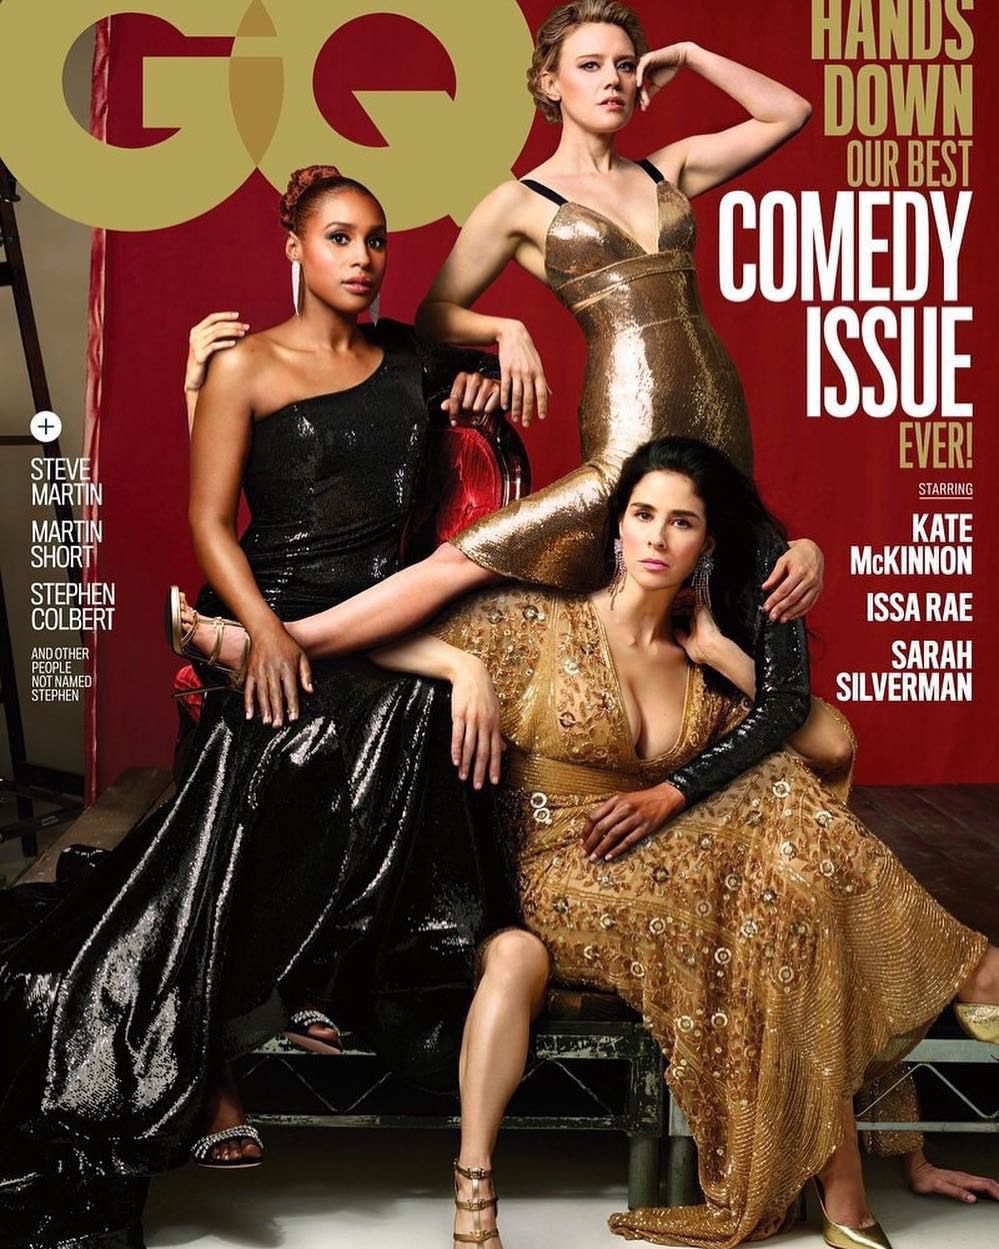 GQ
HANDS
DOWN
OUR BEST
COMEDY
ISSUE
EVER!
STARRING
KATE
McKINNON
ISSA RAE
SARAH
SILVERMAN
+
STEVE
MARTIN
MARTIN
SHORT
STEPHEN
COLBERT
AND OTHER
PEOPLE
NOT NAMED
STEPHEN